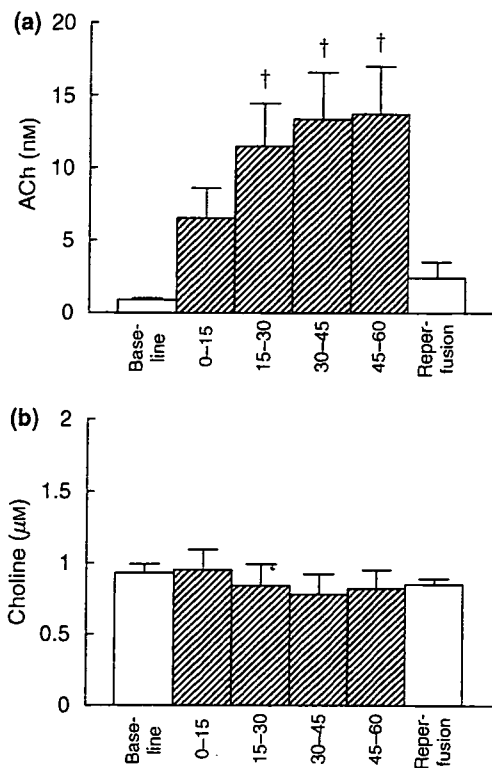 (a)
ACh (nM)
20
15
10
5
0
†
†
†
Base-
line
0–15
15–30
30–45
45–60
Reper-
fusion
(b)
Choline (μM)
2
1.5
1
0.5
0
Base-
line
0–15
15–30
30–45
45–60
Reper-
fusion